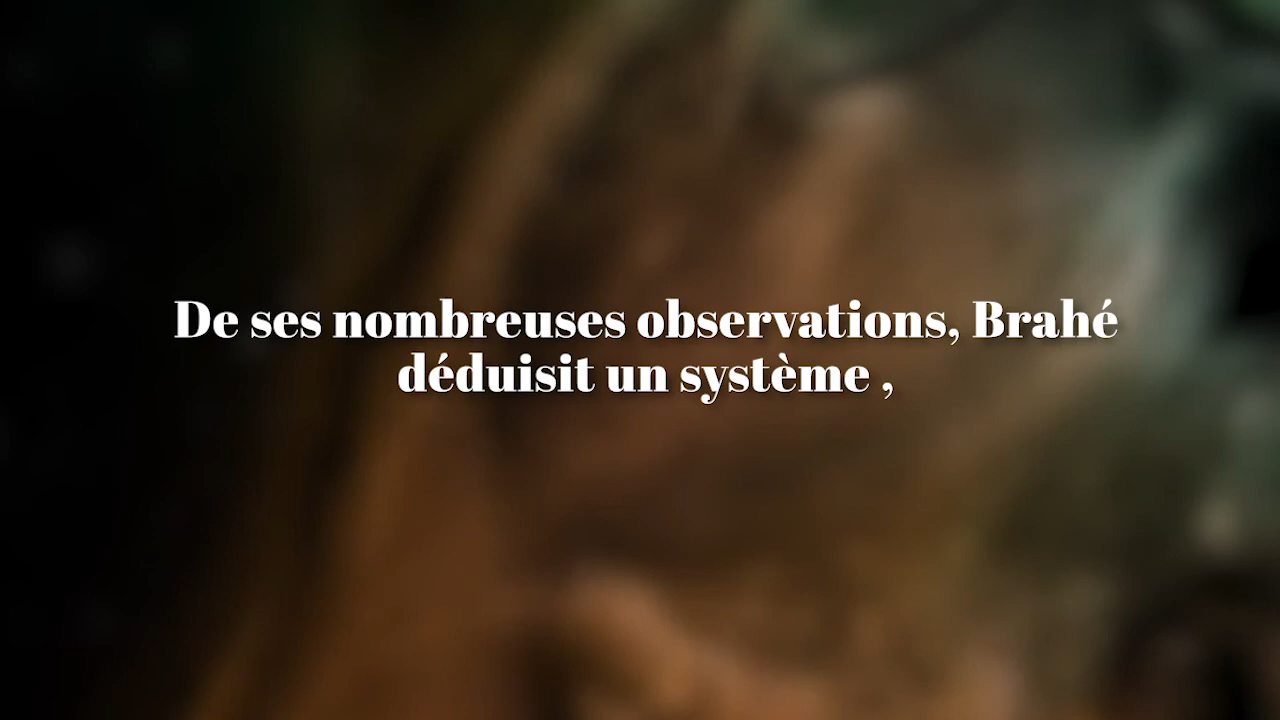 De ses nombreuses observations, Brahé
déduisit un système ,